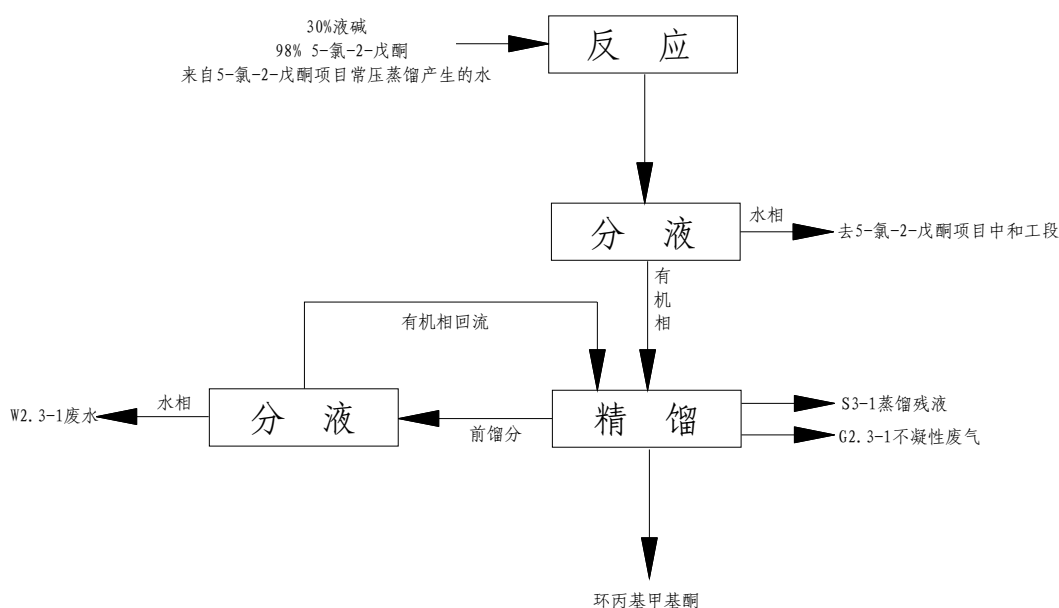 30%液碱
98% 5-氯-2-戊酮
来自5-氯-2-戊酮项目常压蒸馏产生的水
反 应
分 液
水相
去5-氯-2-戊酮项目中和工段
有
机
相
有机相回流
W2.3-1废水
水相
分 液
前馏分
精 馏
S3-1蒸馏残液
G2.3-1不凝性废气
环丙基甲基酮